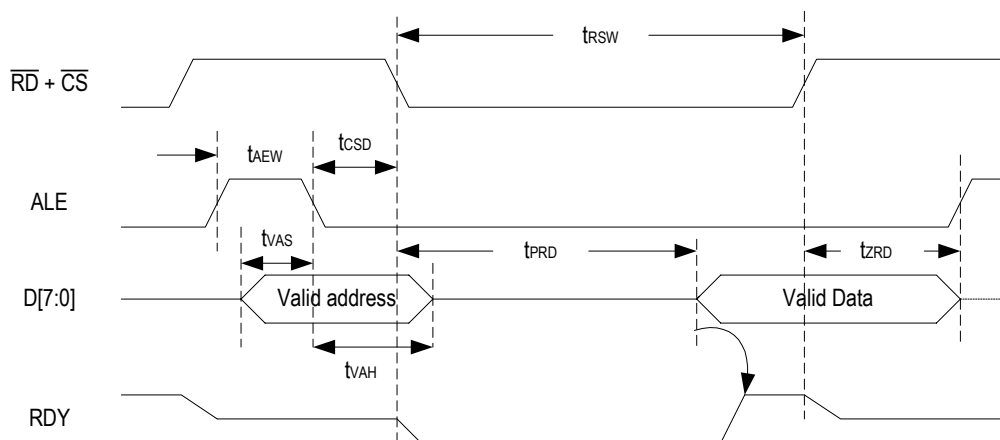 tRSW
RD + CS
tAEW
tCSD
ALE
tVAS
tPRD
tZRD
D[7:0]
Valid address
Valid Data
tVAH
RDY